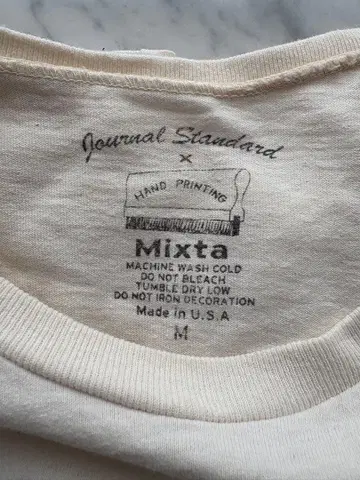 Journal Standard
×
HAND PRINTING
Mixta
MACHINE WASH COLD
DO NOT BLEACH
TUMBLE DRY LOW
DO NOT IRON DECORATION
Made in U.S.A
M